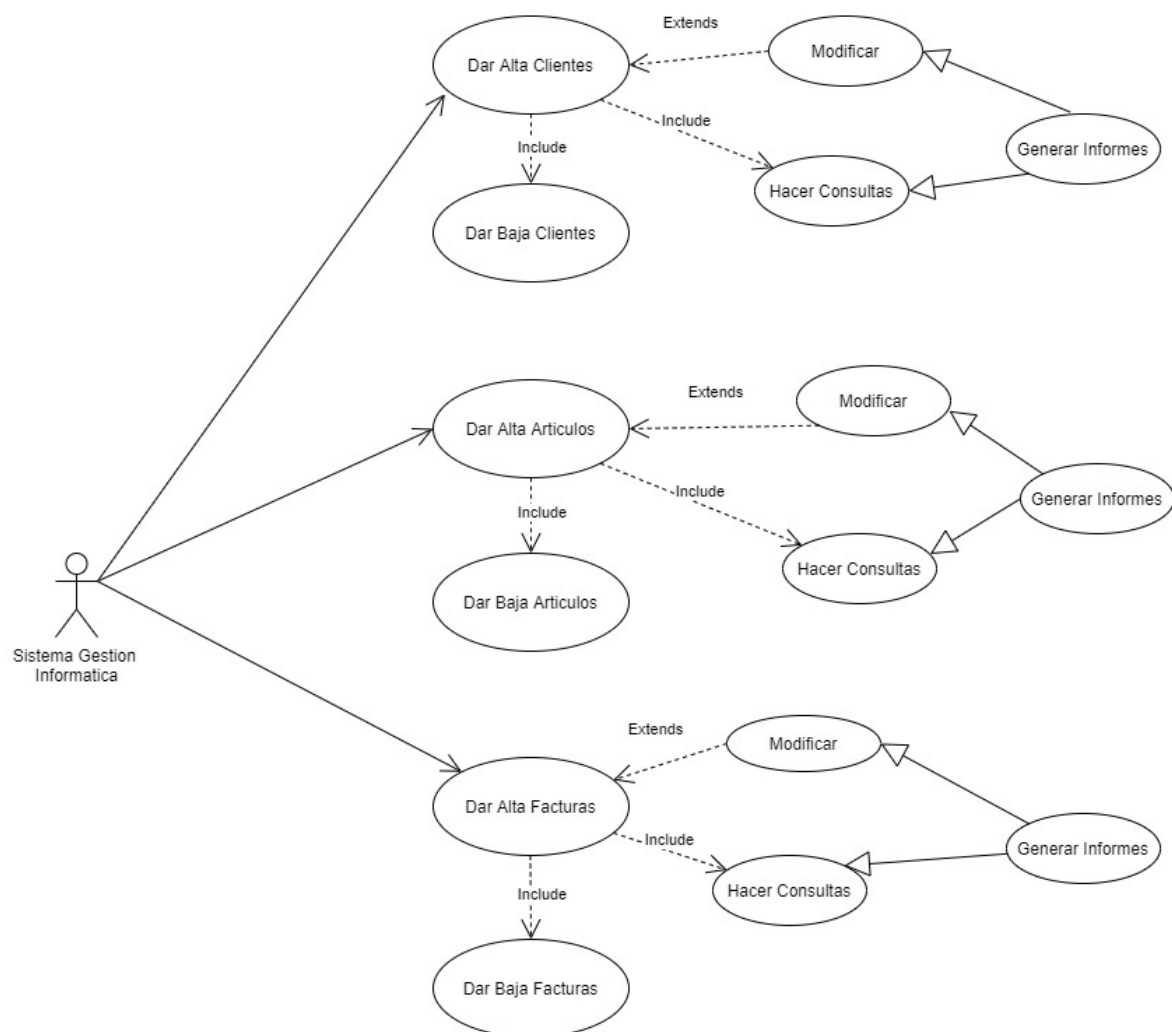 Extends
Modificar
Dar Alta Clientes
Include
Include
Generar Informes
Hacer Consultas
Dar Baja Clientes
Extends
Modificar
Dar Alta Articulos
Include
Include
Generar Informes
Hacer Consultas
Dar Baja Articulos
Sistema Gestion
Informatica
Extends
Modificar
Dar Alta Facturas
Include
Generar Informes
Include
Hacer Consultas
Dar Baja Facturas